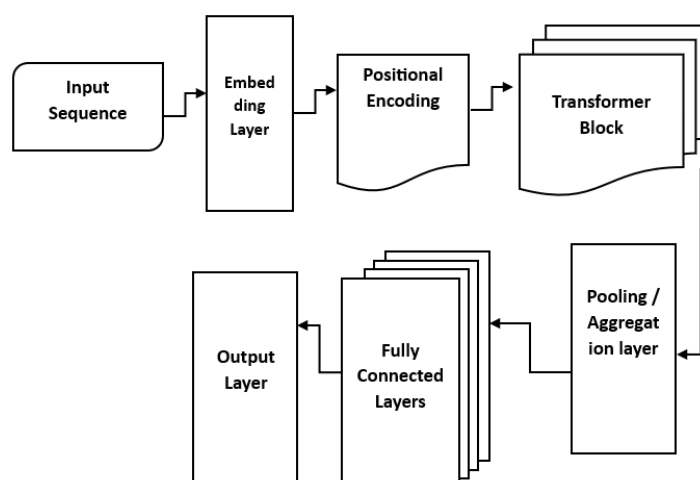 Input
Sequence
Embed
ding
Layer
Positional
Encoding
Transformer
Block
Pooling /
Aggregat
ion layer
Fully
Connected
Layers
Output
Layer